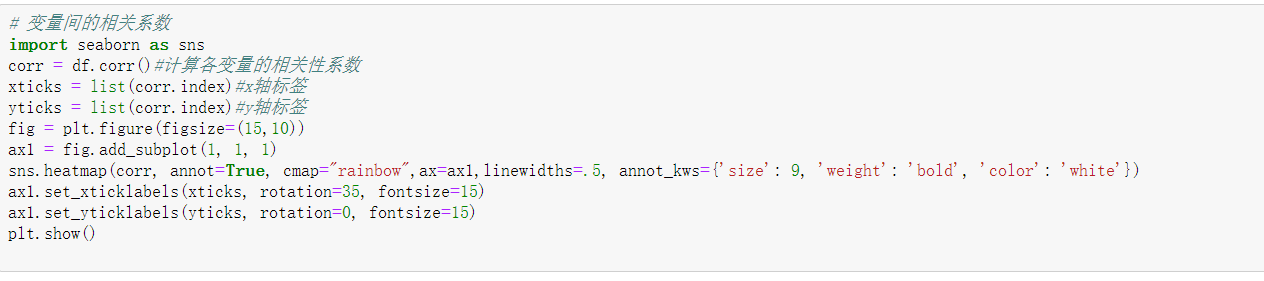 # 变量间的相关系数
import seaborn as sns
corr = df.corr()#计算各变量的相关性系数
xticks = list(corr.index)#x轴标签
yticks = list(corr.index)#y轴标签
fig = plt.figure(figsize=(15,10))
ax1 = fig.add_subplot(1, 1, 1)
sns.heatmap(corr, annot=True, cmap="rainbow",ax=ax1,linewidths=.5, annot_kws={'size': 9, 'weight': 'bold', 'color': 'white'})
ax1.set_xticklabels(xticks, rotation=35, fontsize=15)
ax1.set_yticklabels(yticks, rotation=0, fontsize=15)
plt.show()